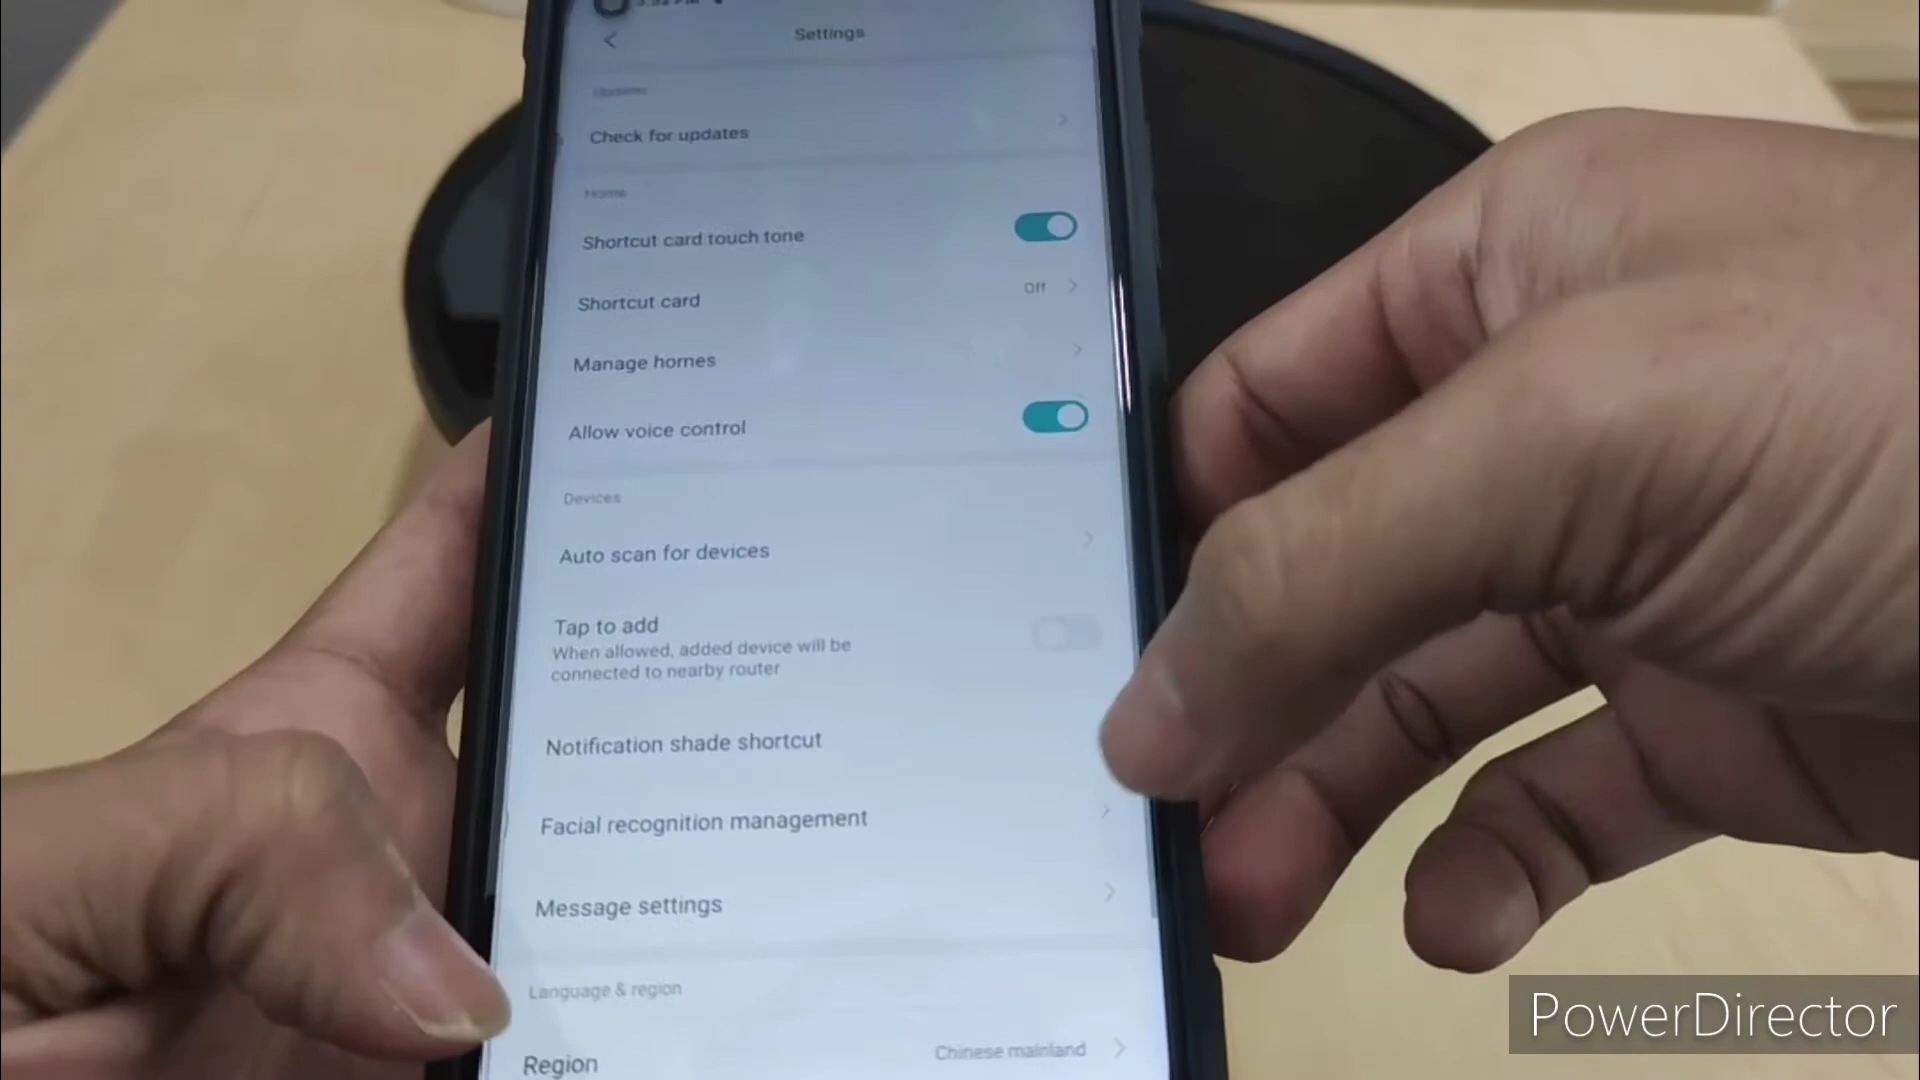 Settings
Updates
Check for updates
Home
Shortcut card touch tone
Shortcut card
Off
Manage homes
Allow voice control
Devices
Auto scan for devices
Tap to add
When allowed, added device will be
connected to nearby router
Notification shade shortcut
Facial recognition management
Message settings
Language & region
Region
Chinese mainland
PowerDirector